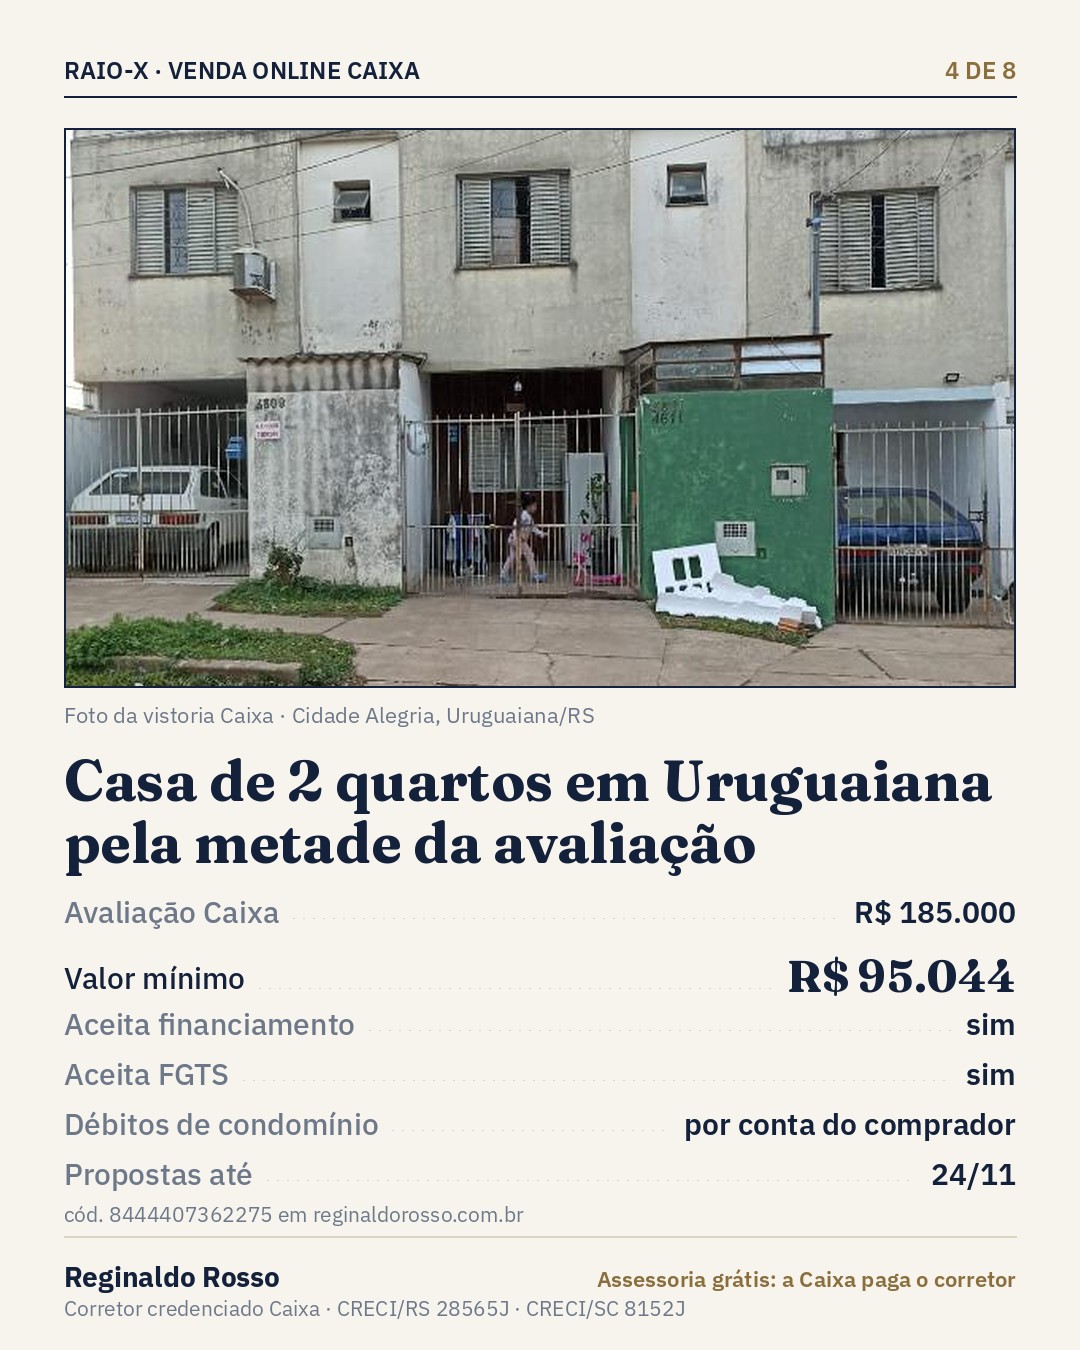 RAIO-X · VENDA ONLINE CAIXA
4 DE 8
4611
Foto da vistoria Caixa · Cidade Alegria, Uruguaiana/RS
Casa de 2 quartos em Uruguaiana
pela metade da avaliação
Avaliação Caixa R$ 185.000
Valor mínimo R$ 95.044
Aceita financiamento sim
Aceita FGTS sim
Débitos de condomínio por conta do comprador
Propostas até 24/11
cód. 8444407362275 em reginaldorosso.com.br
Reginaldo Rosso
Assessoria grátis: a Caixa paga o corretor
Corretor credenciado Caixa · CRECI/RS 28565J · CRECI/SC 8152J